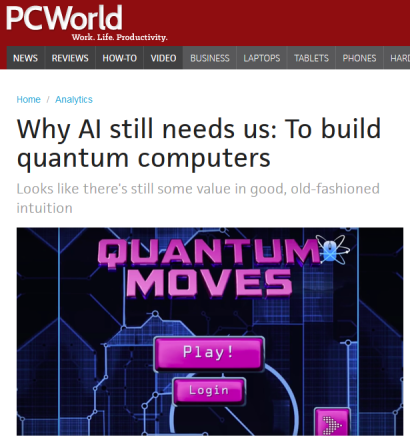 PCWorld
Work. Life. Productivity.
NEWS REVIEWS HOW-TO VIDEO BUSINESS LAPTOPS TABLETS PHONES HARD
Home / Analytics
Why AI still needs us: To build
quantum computers
Looks like there's still some value in good, old-fashioned
intuition
QUANTUM
MOVES
Play!
Login